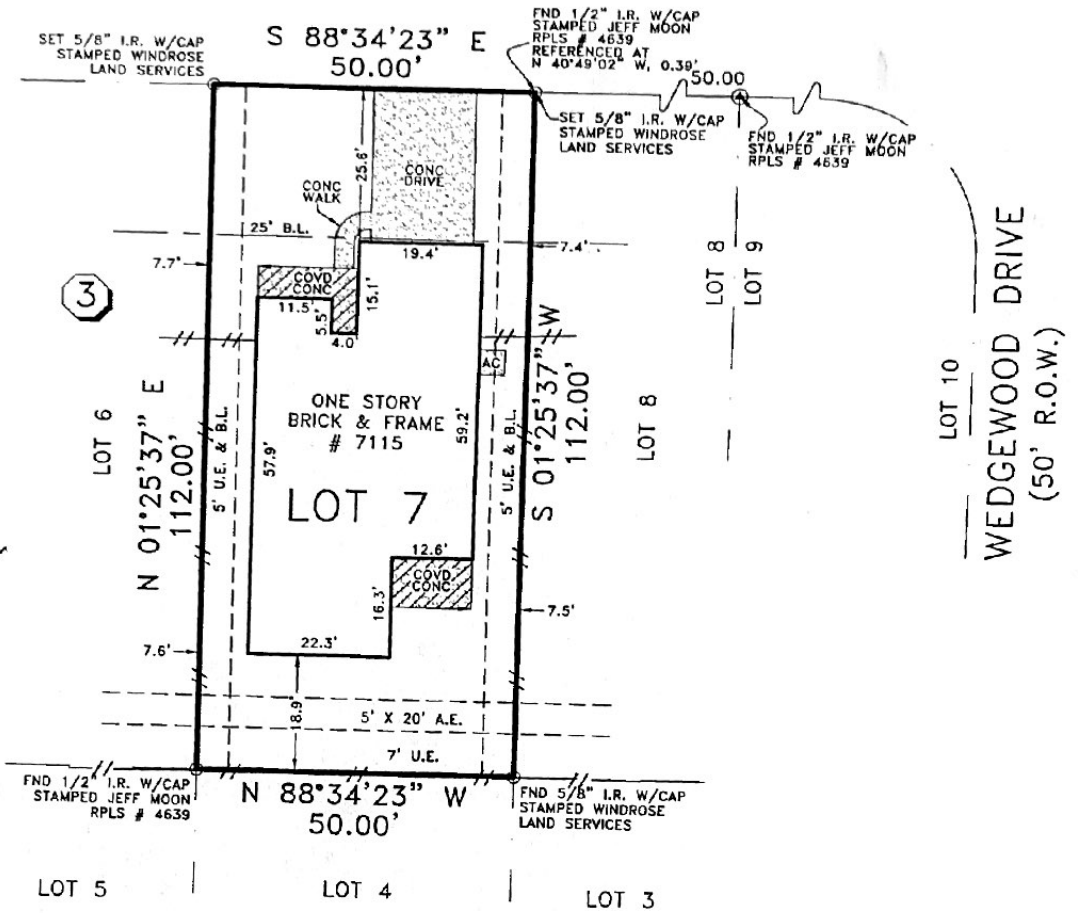 SET 5/8" I.R. W/CAP
STAMPED WINDROSE
LAND SERVICES
S 88°34'23" E
50.00'
FND 1/2" I.R. W/CAP
STAMPED JEFF MOON
RPLS # 4639
REFERENCED AT
N 40°49'02" W, 0.39'
50.00
SET 5/8" I.R. W/CAP
STAMPED WINDROSE
LAND SERVICES
FND 1/2" I.R. W/CAP
STAMPED JEFF MOON
RPLS # 4639
25.6'
CONC
DRIVE
CONC
WALK
25' B.L.
7.7'
19.4'
7.4'
3
COVD
CONC
11.5'
5.5'
4.0'
15.1'
AC
LOT 8
LOT 9
LOT 6
N 01°25'37" E
112.00'
5' U.E. & B.L.
57.9'
ONE STORY
BRICK & FRAME
# 7115
59.2'
LOT 7
5' U.E. & B.L.
S 01°25'37" W
112.00'
LOT 8
LOT 10
WEDGEWOOD DRIVE
(50' R.O.W.)
12.6'
COVD
CONC
16.3'
7.5'
7.6'
22.3'
18.9'
5' X 20' A.E.
7' U.E.
FND 1/2" I.R. W/CAP
STAMPED JEFF MOON
RPLS # 4639
N 88°34'23" W
50.00'
FND 5/8" I.R. W/CAP
STAMPED WINDROSE
LAND SERVICES
LOT 5
LOT 4
LOT 3